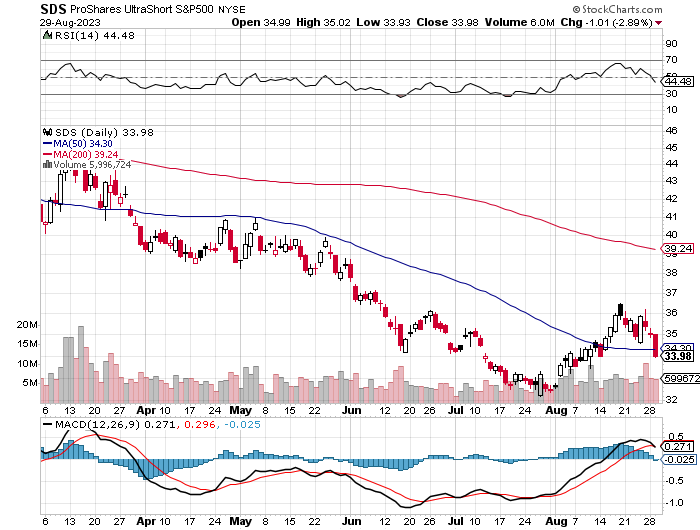 SDS ProShares UltraShort S&P500 NYSE © StockCharts.com
29-Aug-2023 Open 34.99 High 35.02 Low 33.93 Close 33.98 Volume 6.0M Chg -1.01 (-2.89%)
RSI(14) 44.48
90
70
50
44.48
30
10
SDS (Daily) 33.98
MA(50) 34.30
MA(200) 39.24
Volume 5,996,724
46
45
44
43
42
41
40
39.24
39
38
37
36
35
34.30
33.98
5996724
32
20M
15M
10M
5M
6 13 20 27 Apr 10 17 24 May 8 15 22 Jun 12 20 26 Jul 10 17 24 Aug 7 14 21 28
MACD(12,26,9) 0.271, 0.296, -0.025
0.5
0.271
-0.025
-0.5
-1.0
6 13 20 27 Apr 10 17 24 May 8 15 22 Jun 12 20 26 Jul 10 17 24 Aug 7 14 21 28